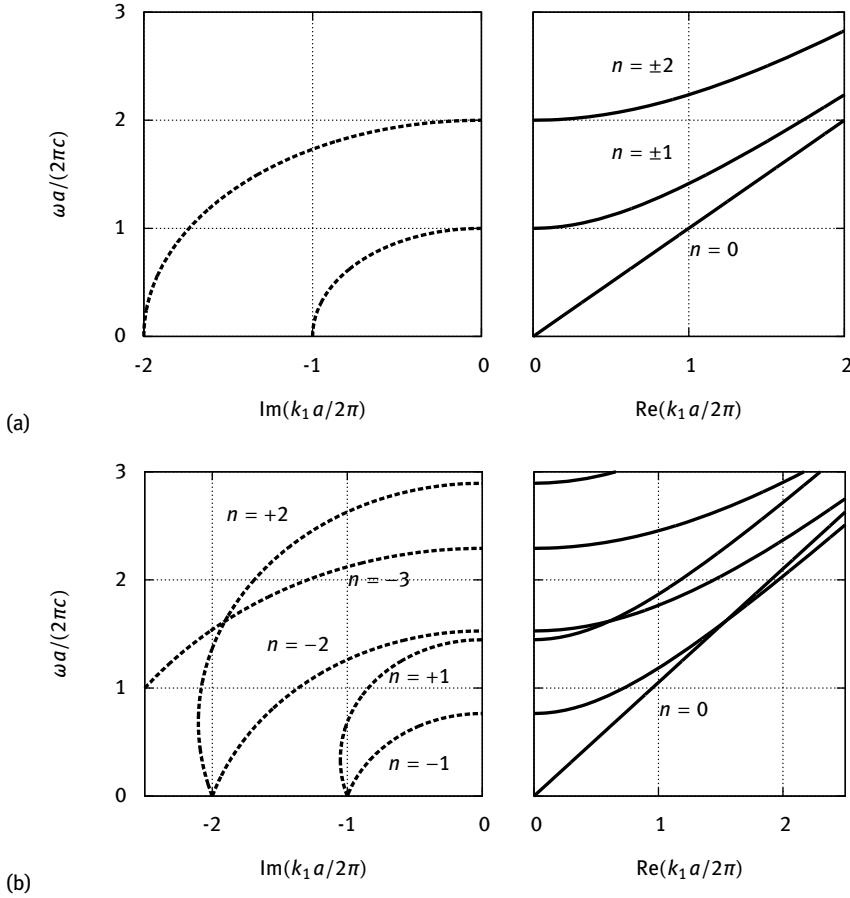 3
2
1
0
ωa/(2πc)
-2 -1 0
Im(k₁a/2π)
n = ±2
n = ±1
n = 0
0 1 2
Re(k₁a/2π)
(a)
3
2
1
0
ωa/(2πc)
n = +2
n = −3
n = −2
n = +1
n = −1
-2 -1 0
Im(k₁a/2π)
n = 0
0 1 2
Re(k₁a/2π)
(b)